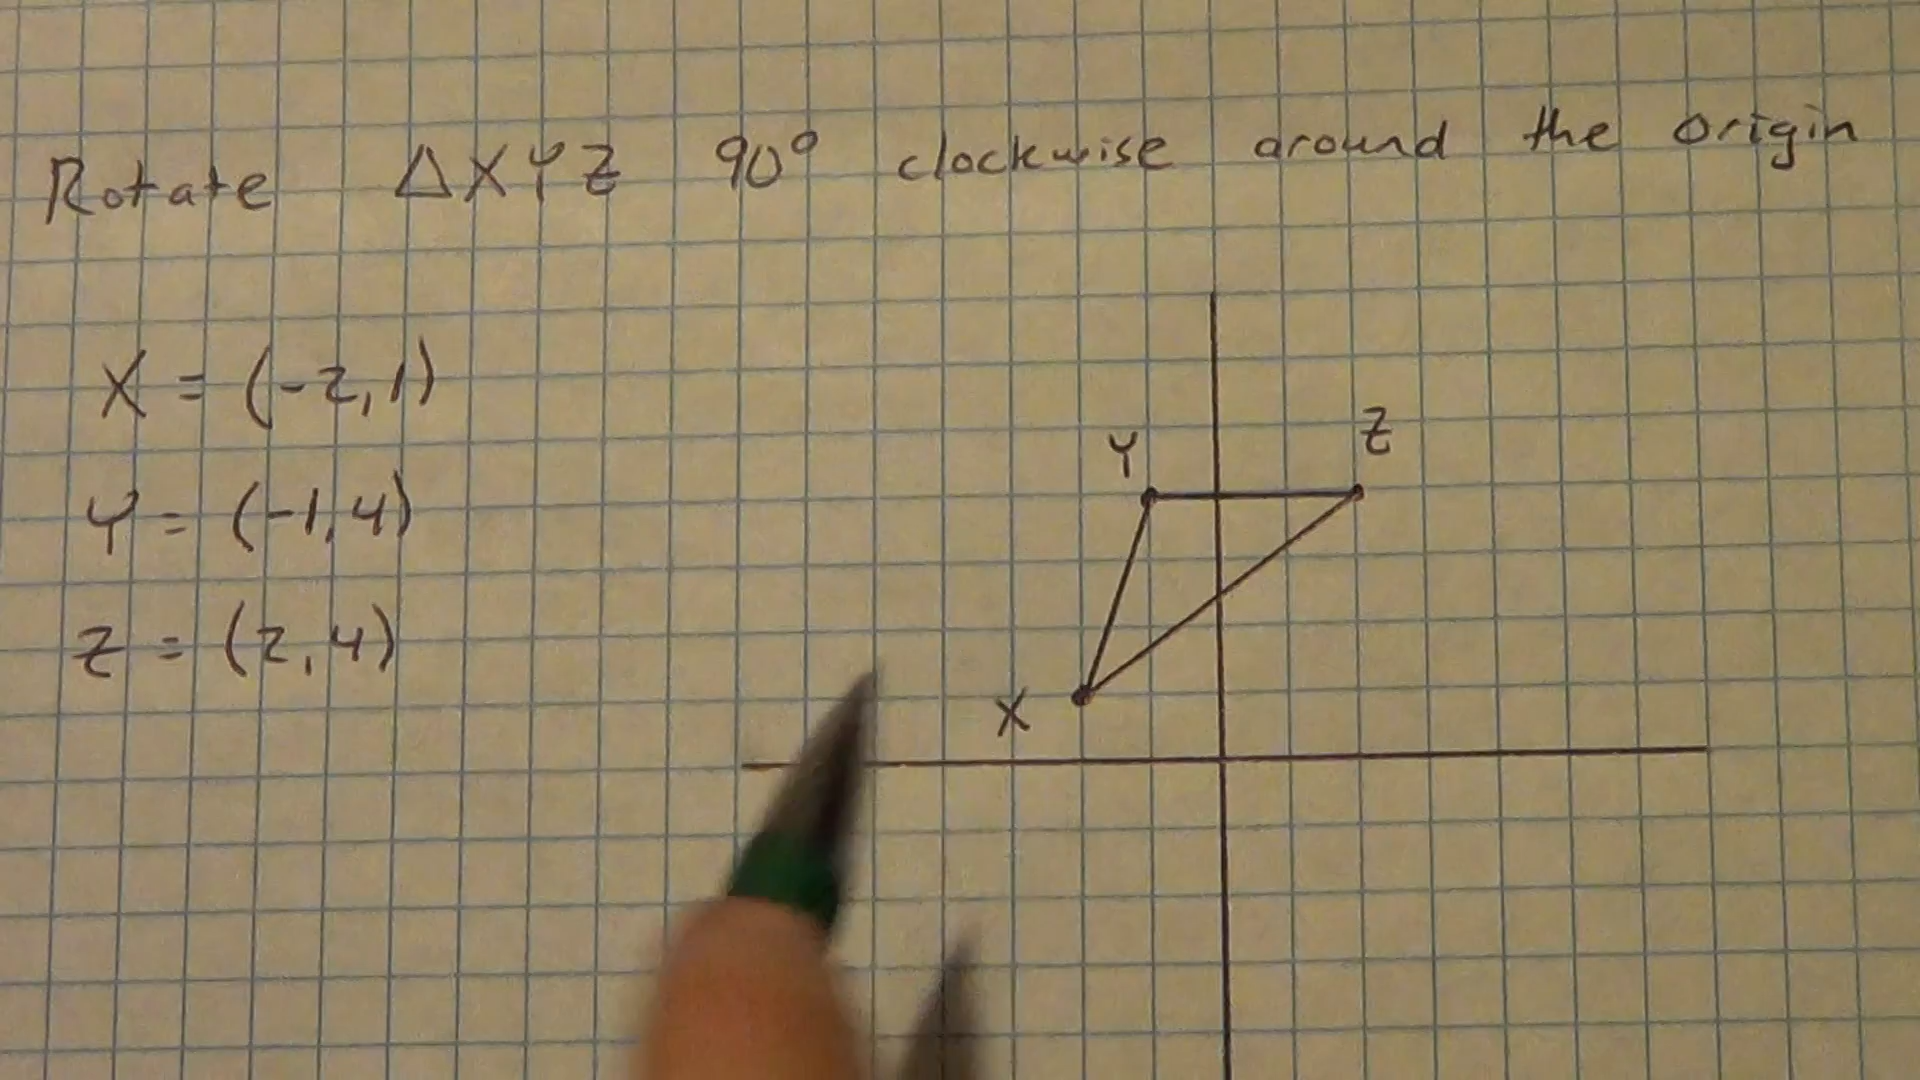 Rotate ΔXYZ 90° clockwise around the origin
X = (-2,1)
Y = (-1,4)
Z = (2,4)
Y
Z
X